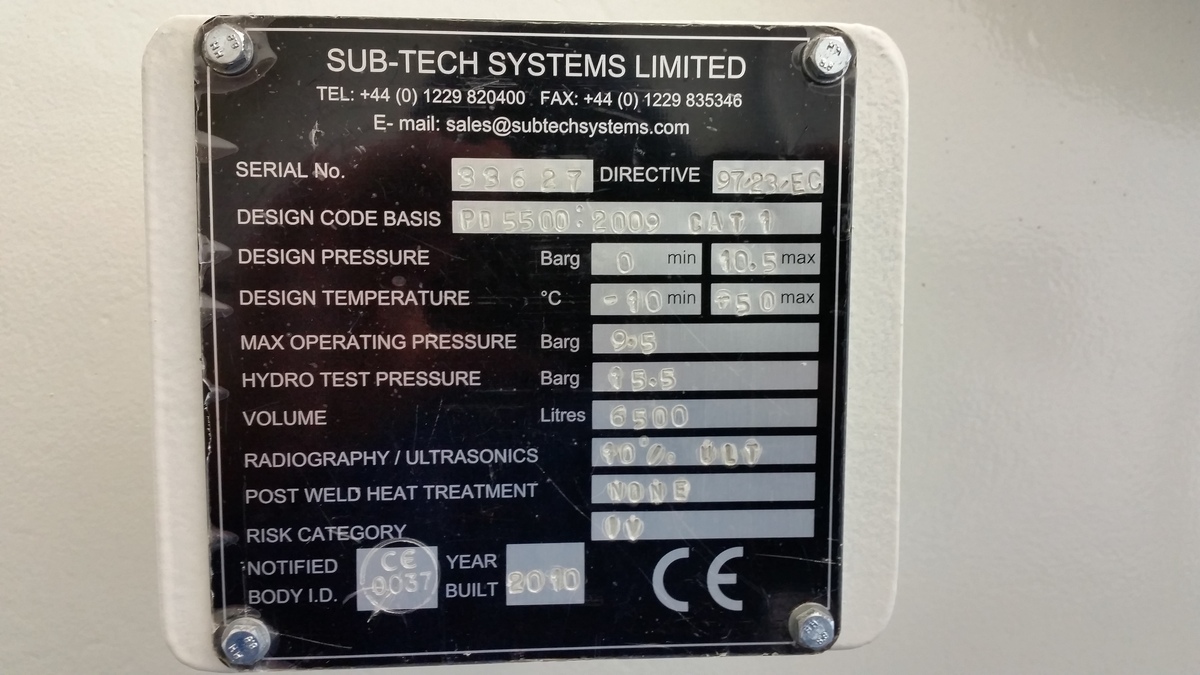 SUB-TECH SYSTEMS LIMITED
TEL: +44 (0) 1229 820400 FAX: +44 (0) 1229 835346
E- mail: sales@subtechsystems.com
SERIAL No. 33627 DIRECTIVE 97/23/EC
DESIGN CODE BASIS PD 5500:2009 CAT 1
DESIGN PRESSURE Barg 0 min 10.5 max
DESIGN TEMPERATURE °C -10 min +50 max
MAX OPERATING PRESSURE Barg 9.5
HYDRO TEST PRESSURE Barg 15.5
VOLUME Litres 6500
RADIOGRAPHY / ULTRASONICS 10% ULT
POST WELD HEAT TREATMENT NONE
RISK CATEGORY IV
NOTIFIED BODY I.D. CE 0037 YEAR BUILT 2010 CE